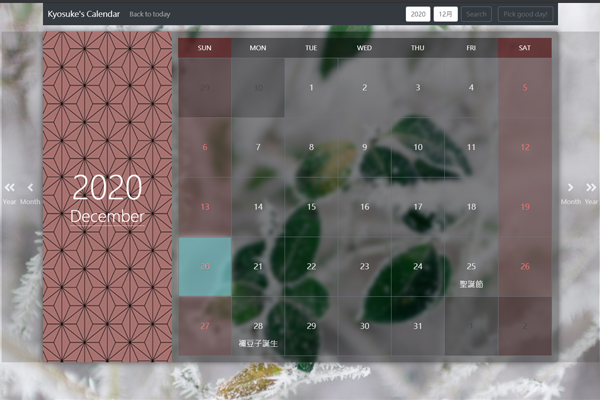 Kyosuke's Calendar Back to today 2020 12月 Search Pick good day!
SUN MON TUE WED THU FRI SAT
29 30 1 2 3 4 5
6 7 8 9 10 11 12
2020
December
Year Month Month Year
13 14 15 16 17 18 19
20 21 22 23 24 25 26
聖誕節
27 28 29 30 31 1 2
禰豆子誕生